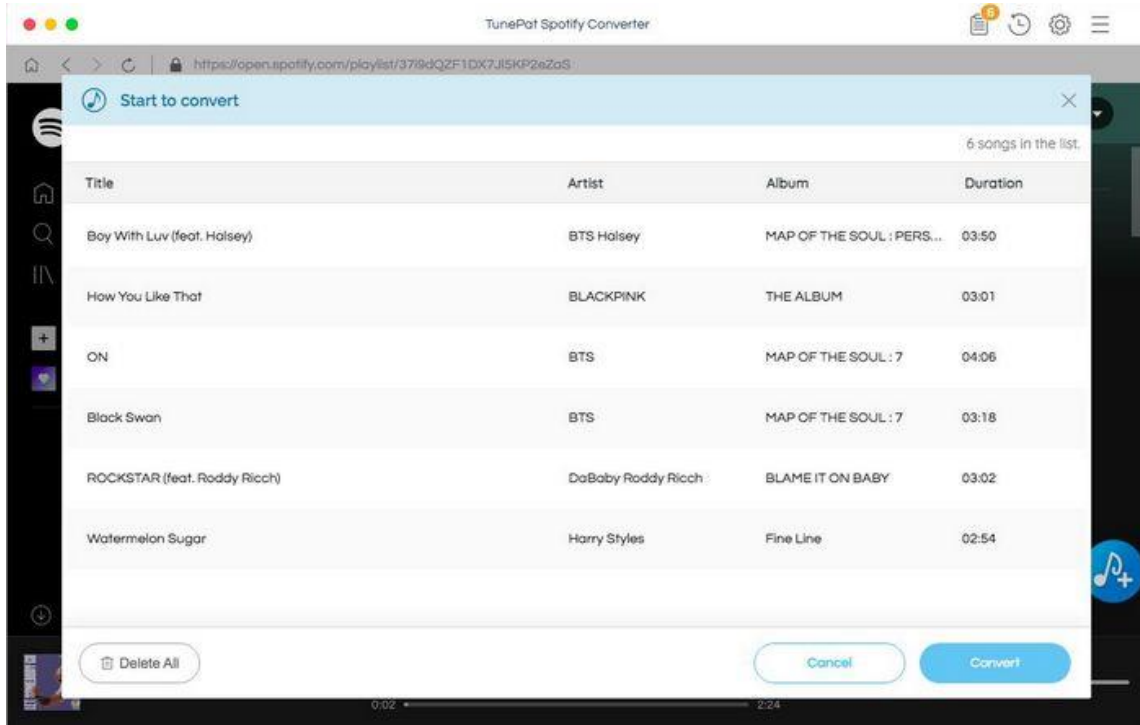 TunePat Spotify Converter
6
https://open.spotify.com/playlist/37i9dQZF1DX7Jl5KP2eZaS
Start to convert
6 songs in the list.
Title Artist Album Duration
Boy With Luv (feat. Halsey) BTS Halsey MAP OF THE SOUL : PERS... 03:50
How You Like That BLACKPINK THE ALBUM 03:01
ON BTS MAP OF THE SOUL : 7 04:06
Black Swan BTS MAP OF THE SOUL : 7 03:18
ROCKSTAR (feat. Roddy Ricch) DaBaby Roddy Ricch BLAME IT ON BABY 03:02
Watermelon Sugar Harry Styles Fine Line 02:54
Delete All Cancel Convert
0:02 2:24